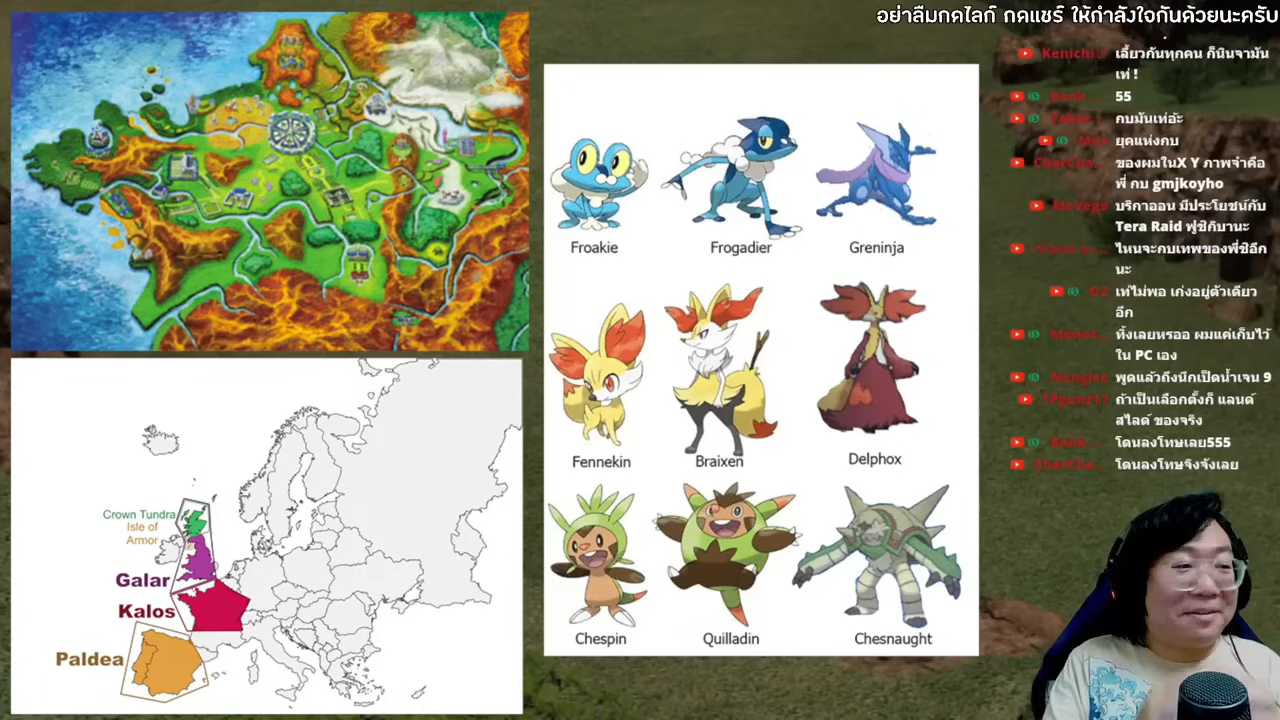 อย่าลืมกดไลก์ กดแชร์ ให้กำลังใจกันด้วยนะครับ
Froakie
Frogadier
Greninja
Fennekin
Braixen
Delphox
Chespin
Quilladin
Chesnaught
Crown Tundra
Isle of
Armor
Galar
Kalos
Paldea
เลี้ยวกันทุกคน ก็นินจามัน
เท่ !
55
กบมันเท่อ๊ะ
ยุคแห่งกบ
ของผมในX Y ภาพจำคือ
พี่ กบ gmjkoyho
McVega บริกาออน มีประโยชน์กับ
Tera Raid ฟูชิกิบานะ
ไหนจะกบเทพของพี่ชิอีก
นะ
เท่ไม่พอ เก่งอยู่ตัวเดียว
อีก
ทิ้งเลยหรออ ผมแค่เก็บไว้
ใน PC เอง
พูดแล้วถึงนึกเป็ดน้ำเจน 9
ถ้าเป็นเลือกตั้งก็ แลนด์
สไลด์ ของจริง
โดนลงโทษเลย555
โดนลงโทษจิงจังเลย